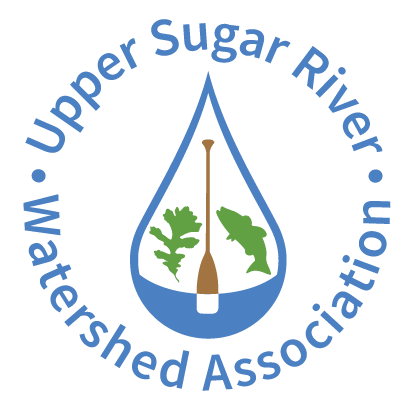 Upper Sugar River
• Watershed Association •